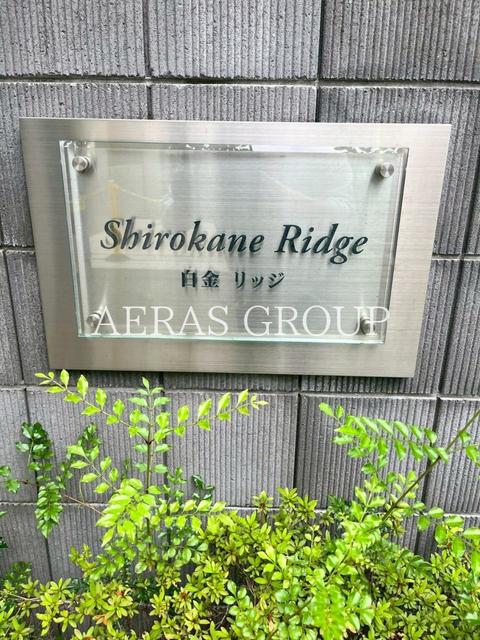 Shirokane Ridge
白金 リッジ
AERAS GROUP